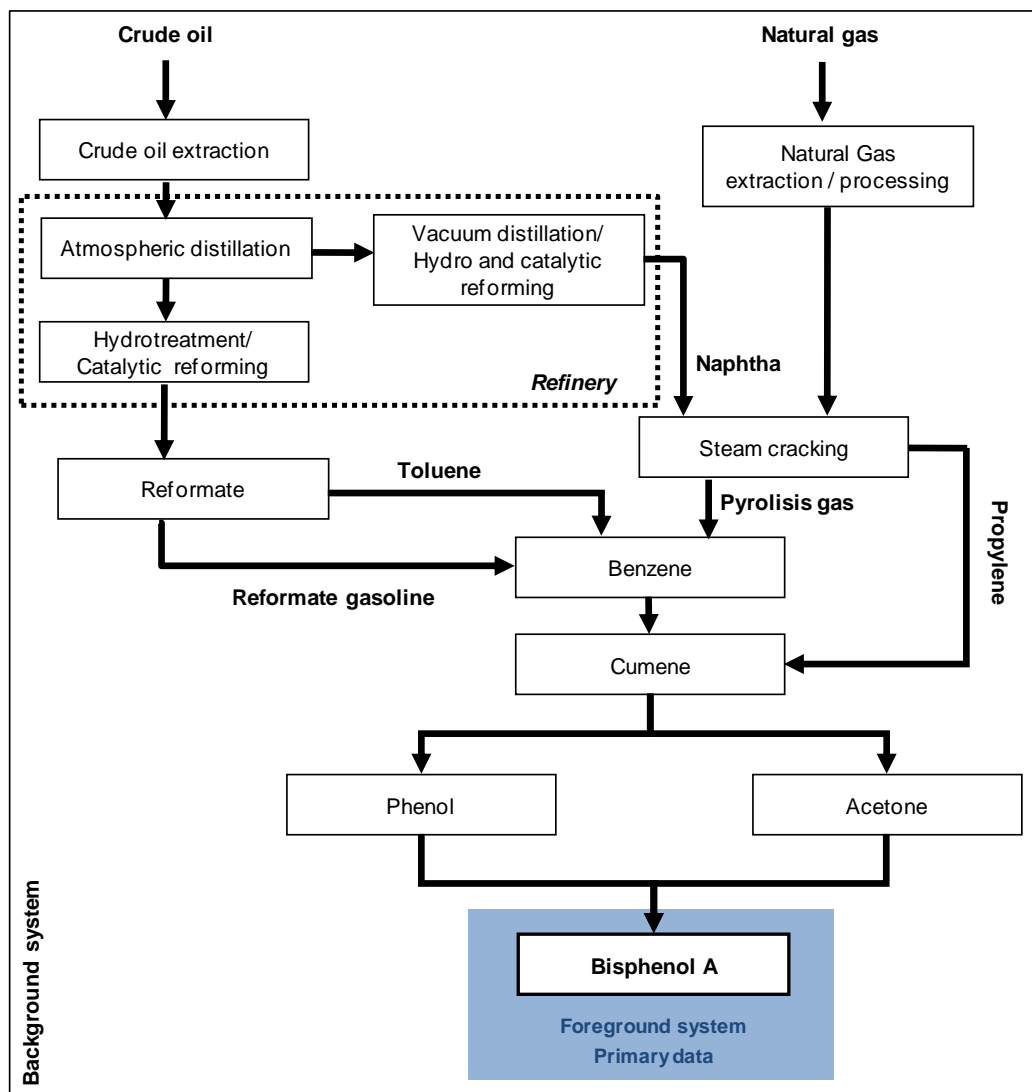 Crude oil
Natural gas
Crude oil extraction
Natural Gas
extraction / processing
Atmospheric distillation
Vacuum distillation/
Hydro and catalytic
reforming
Hydrotreatment/
Catalytic reforming
Refinery
Naphtha
Steam cracking
Reformate
Toluene
Pyrolisis gas
Propylene
Benzene
Reformate gasoline
Cumene
Phenol
Acetone
Bisphenol A
Foreground system
Primary data
Background system